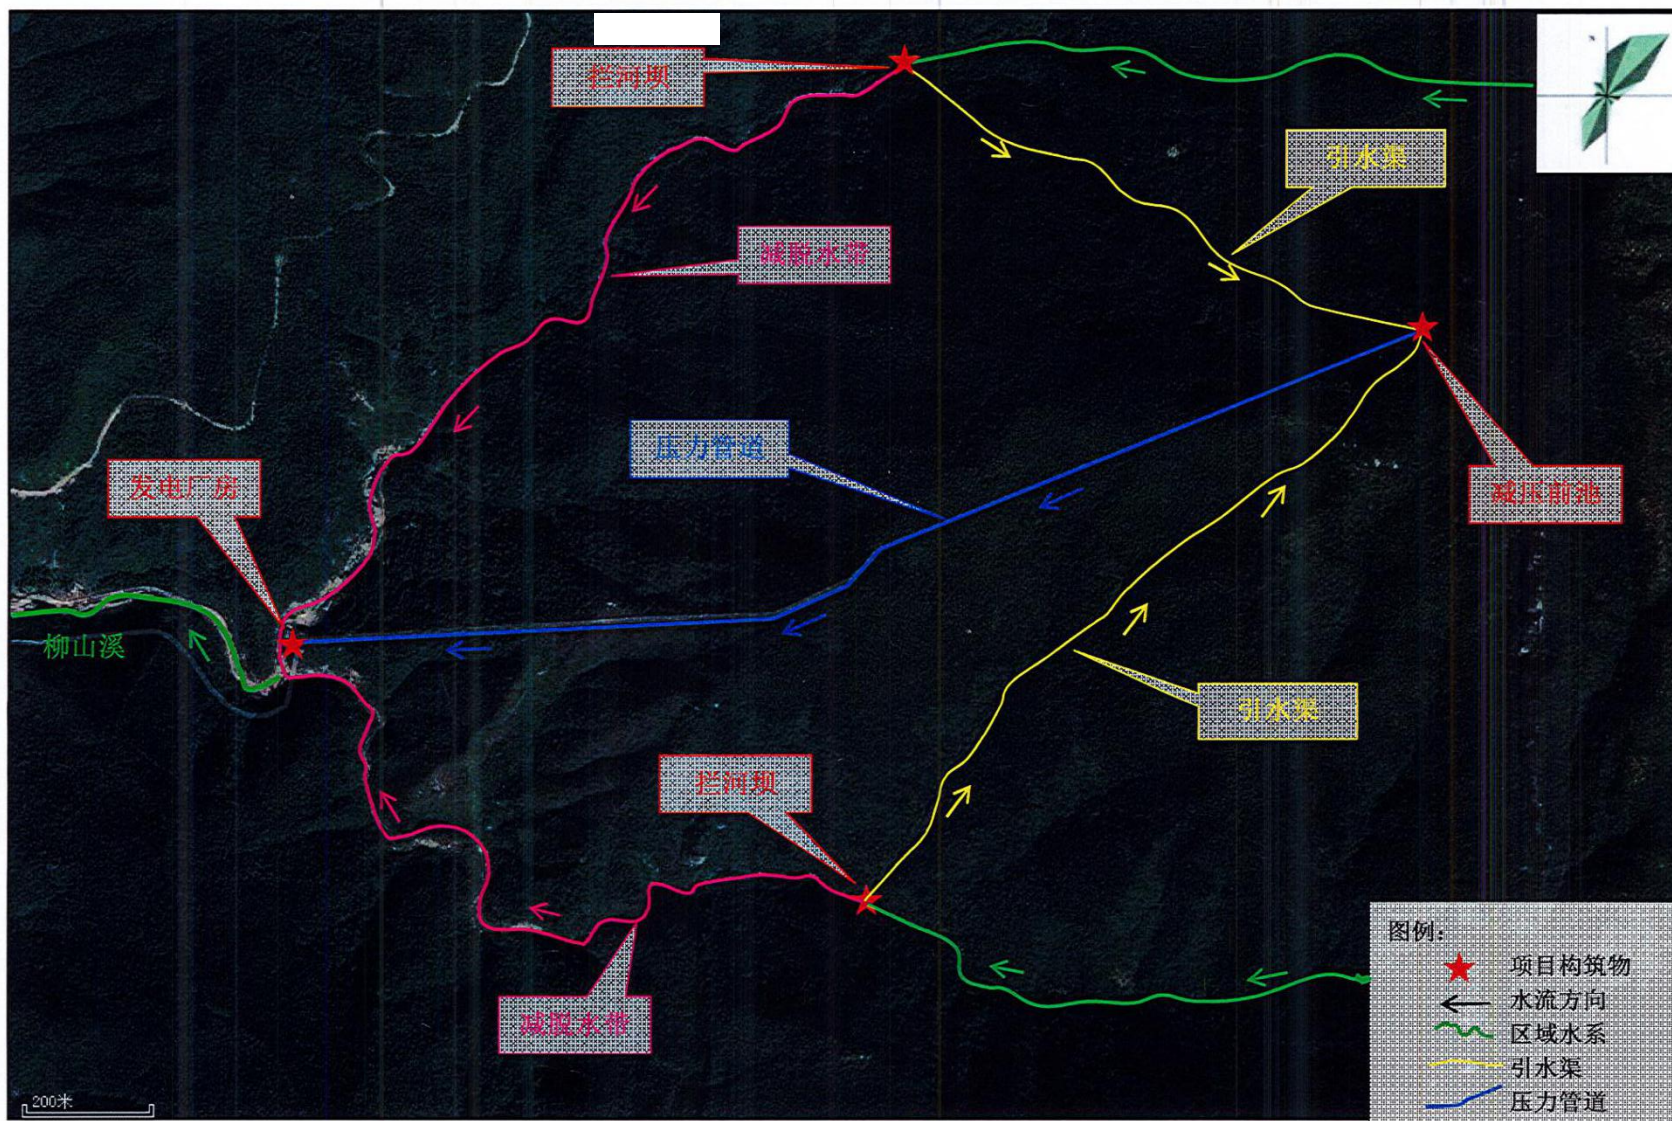 拦河坝
引水渠
减脱水带
压力管道
发电厂房
减压前池
柳山溪
引水渠
拦河坝
减脱水带
图例：
项目构筑物
水流方向
区域水系
引水渠
压力管道
200米